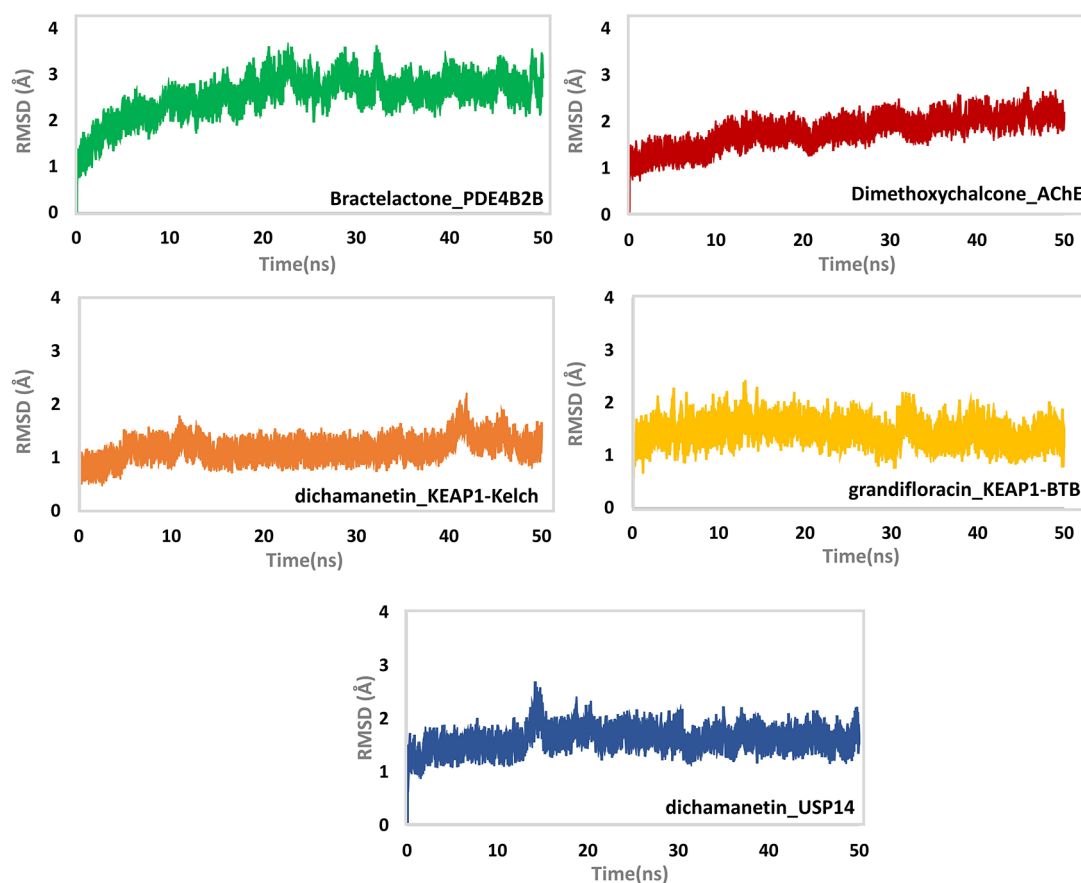 4
3
2
1
0
RMSD (Å)
Bractelactone_PDE4B2B
0 10 20 30 40 50
Time(ns)
4
3
2
1
0
RMSD (Å)
Dimethoxychalcone_AChE
0 10 20 30 40 50
Time(ns)
4
3
2
1
0
RMSD (Å)
dichamanetin_KEAP1-Kelch
0 10 20 30 40 50
Time(ns)
4
3
2
1
0
RMSD (Å)
grandifloracin_KEAP1-BTB
0 10 20 30 40 50
Time(ns)
4
3
2
1
0
RMSD (Å)
dichamanetin_USP14
0 10 20 30 40 50
Time(ns)